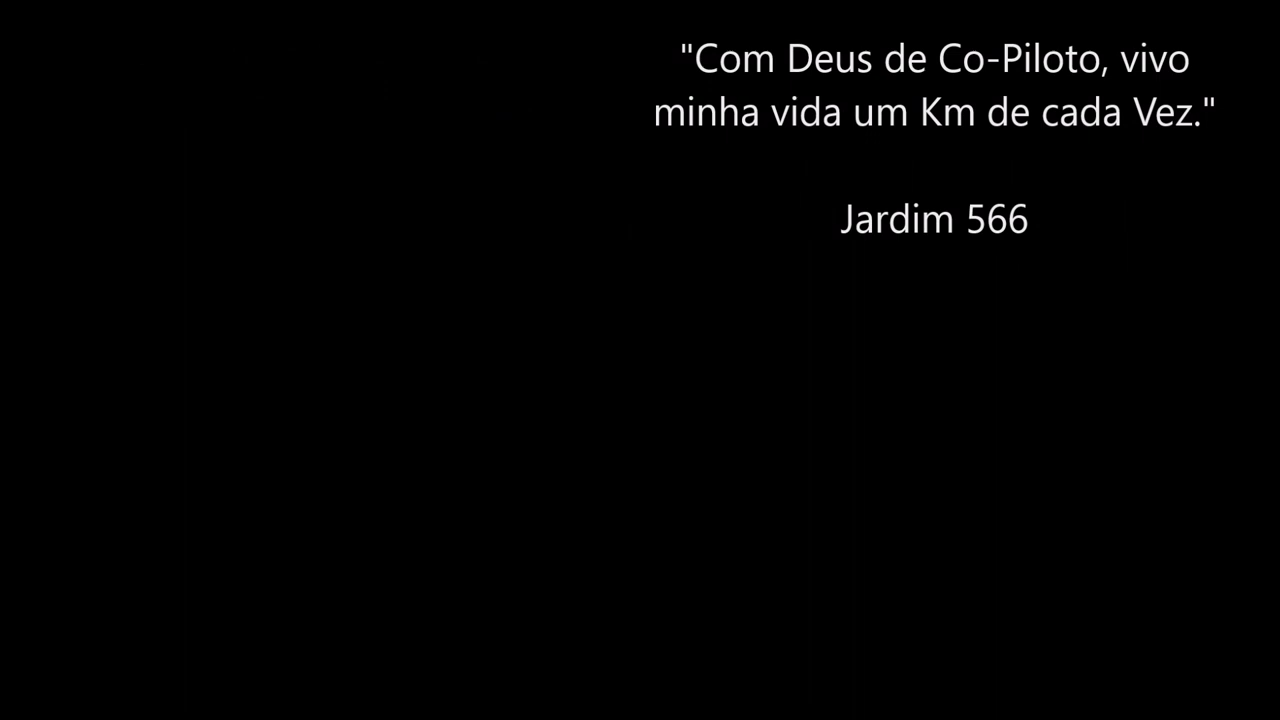 "Com Deus de Co-Piloto, vivo
minha vida um Km de cada Vez."
Jardim 566